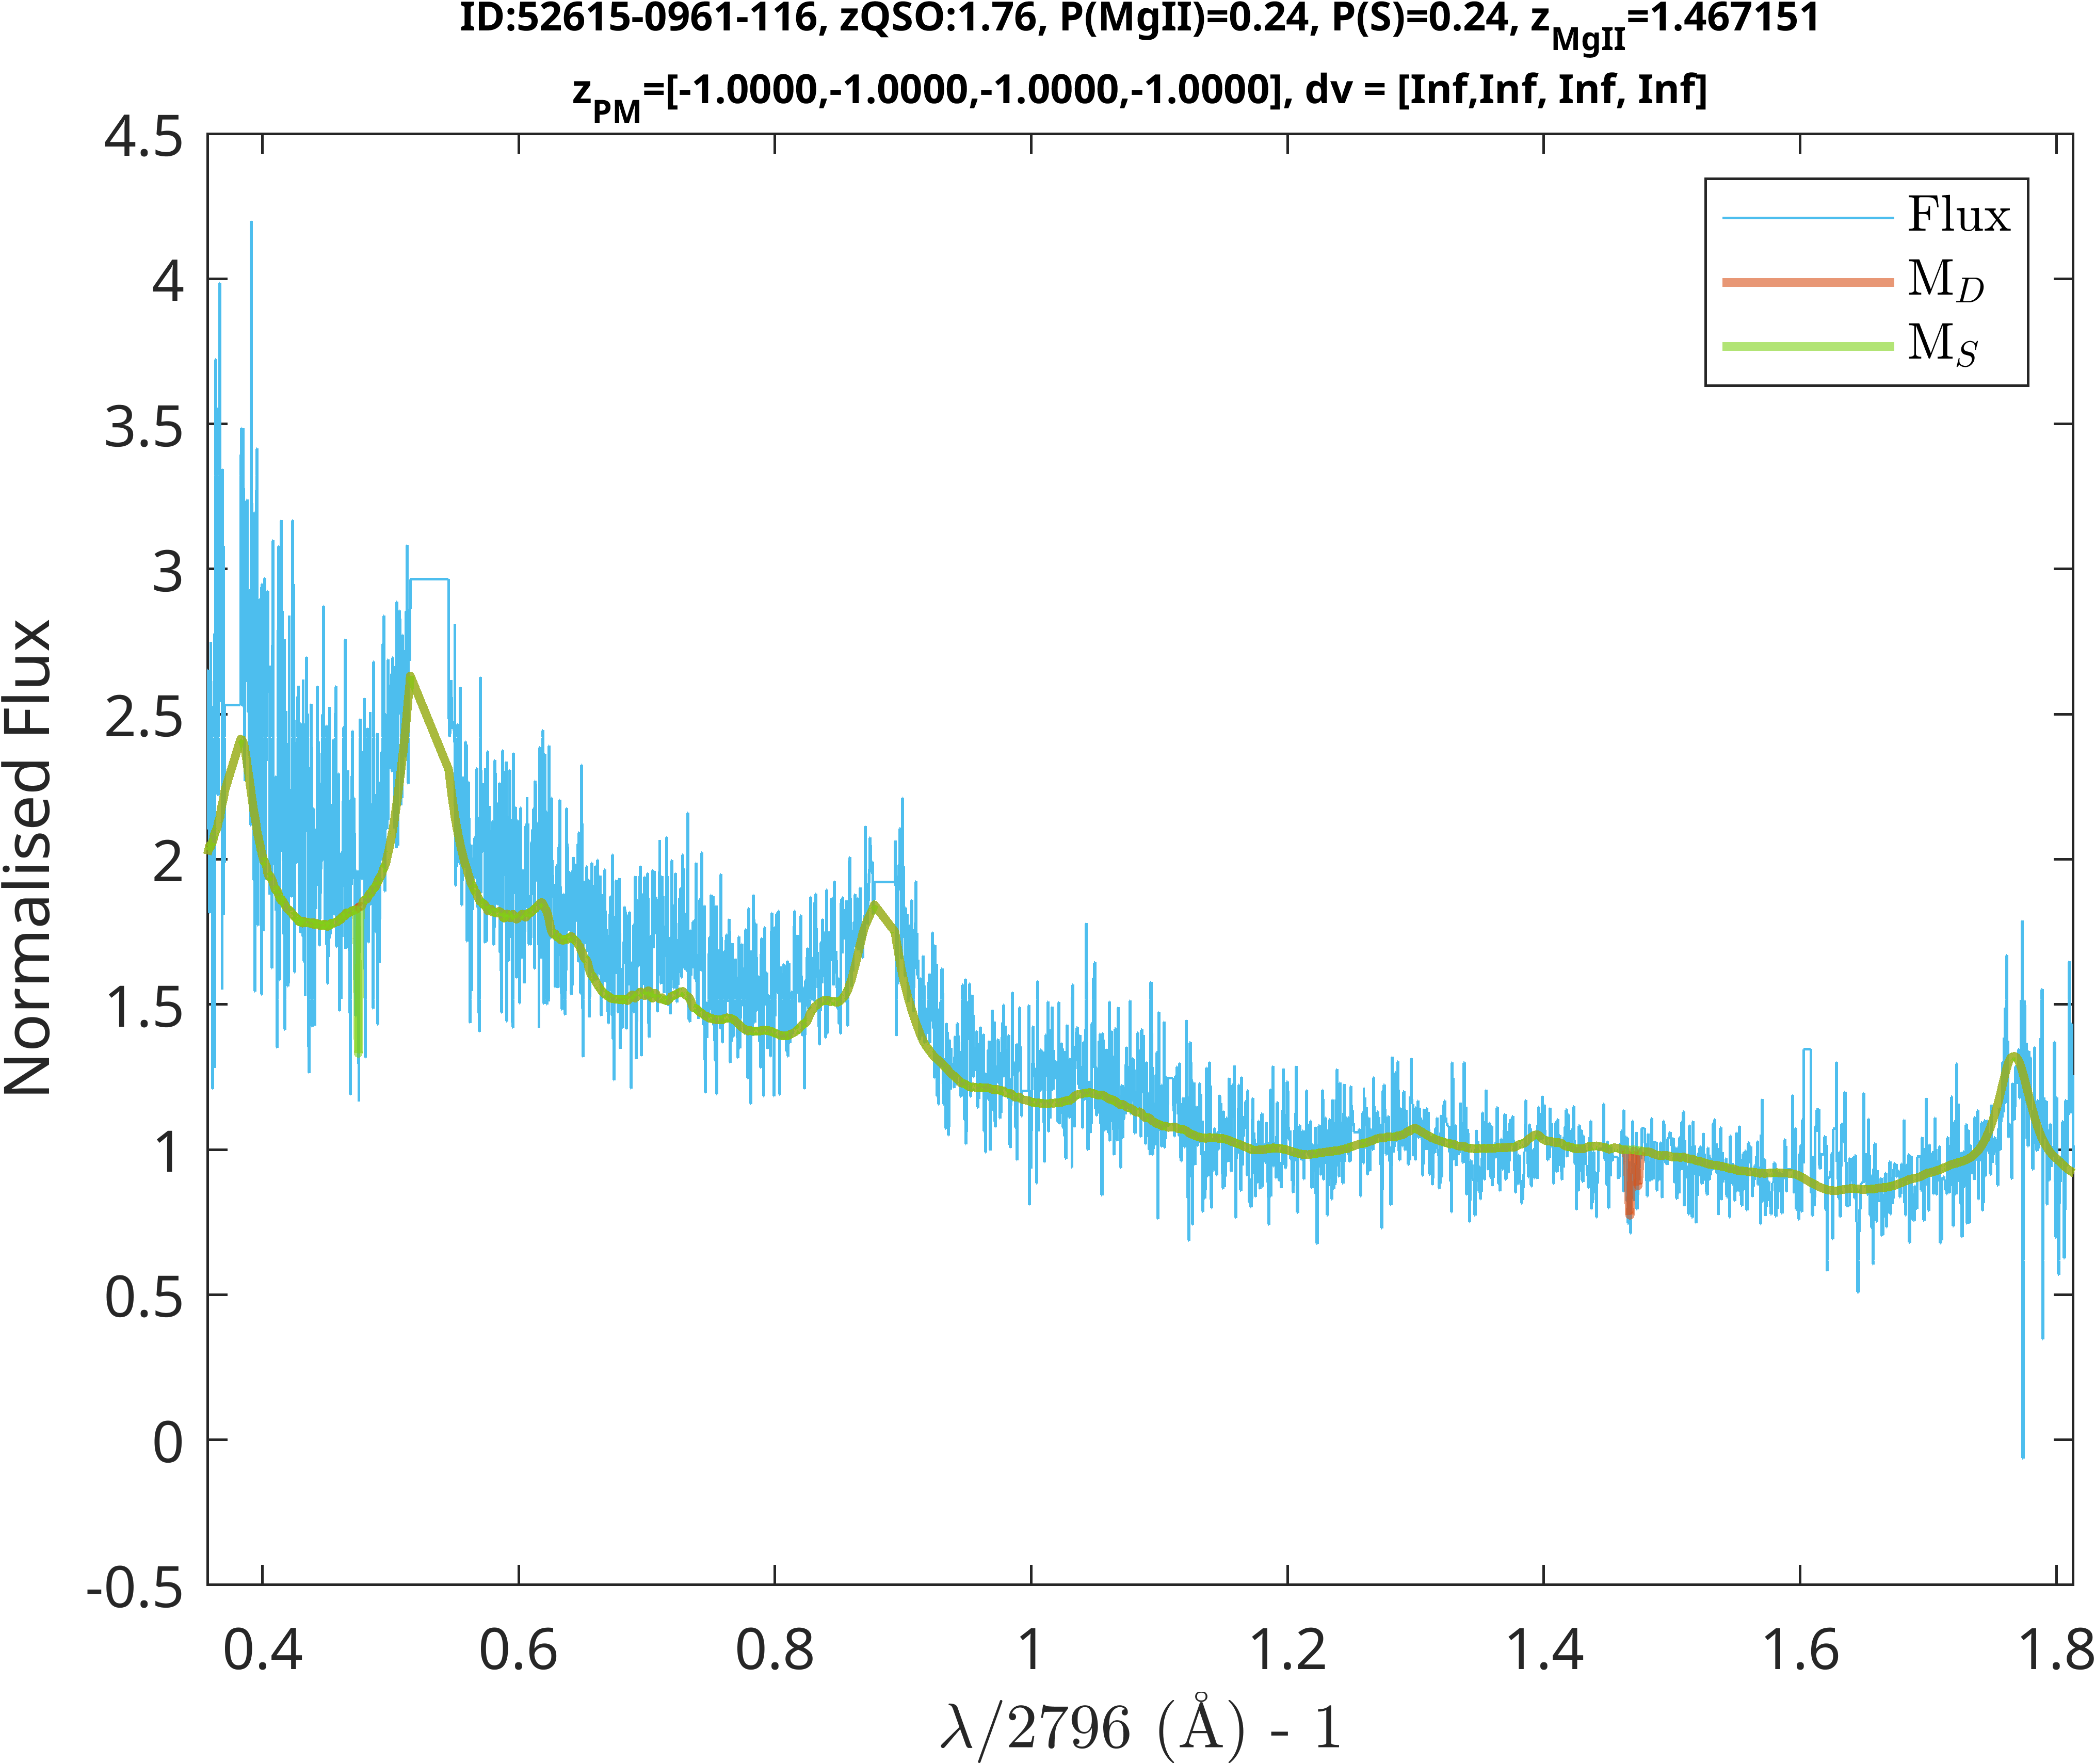 ID:52615-0961-116, zQSO:1.76, P(MgII)=0.24, P(S)=0.24, zMgII=1.467151
zPM=[-1.0000,-1.0000,-1.0000,-1.0000], dv = [Inf,Inf, Inf, Inf]
4.5
4
3.5
3
2.5
2
1.5
1
0.5
0
-0.5
Normalised Flux
Flux
MD
MS
0.4 0.6 0.8 1 1.2 1.4 1.6 1.8
λ/2796 (Å) - 1